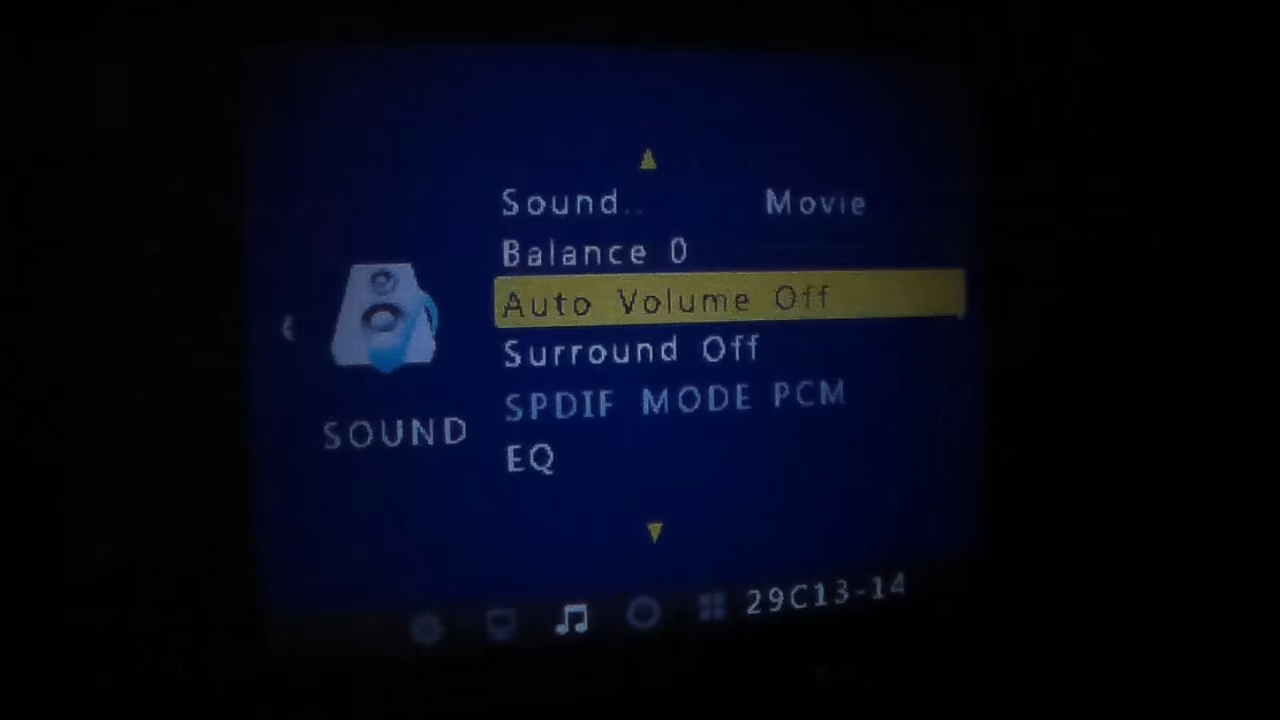 Sound.. Movie
Balance 0
Auto Volume Off
Surround Off
SPDIF MODE PCM
EQ
SOUND
29C13-14